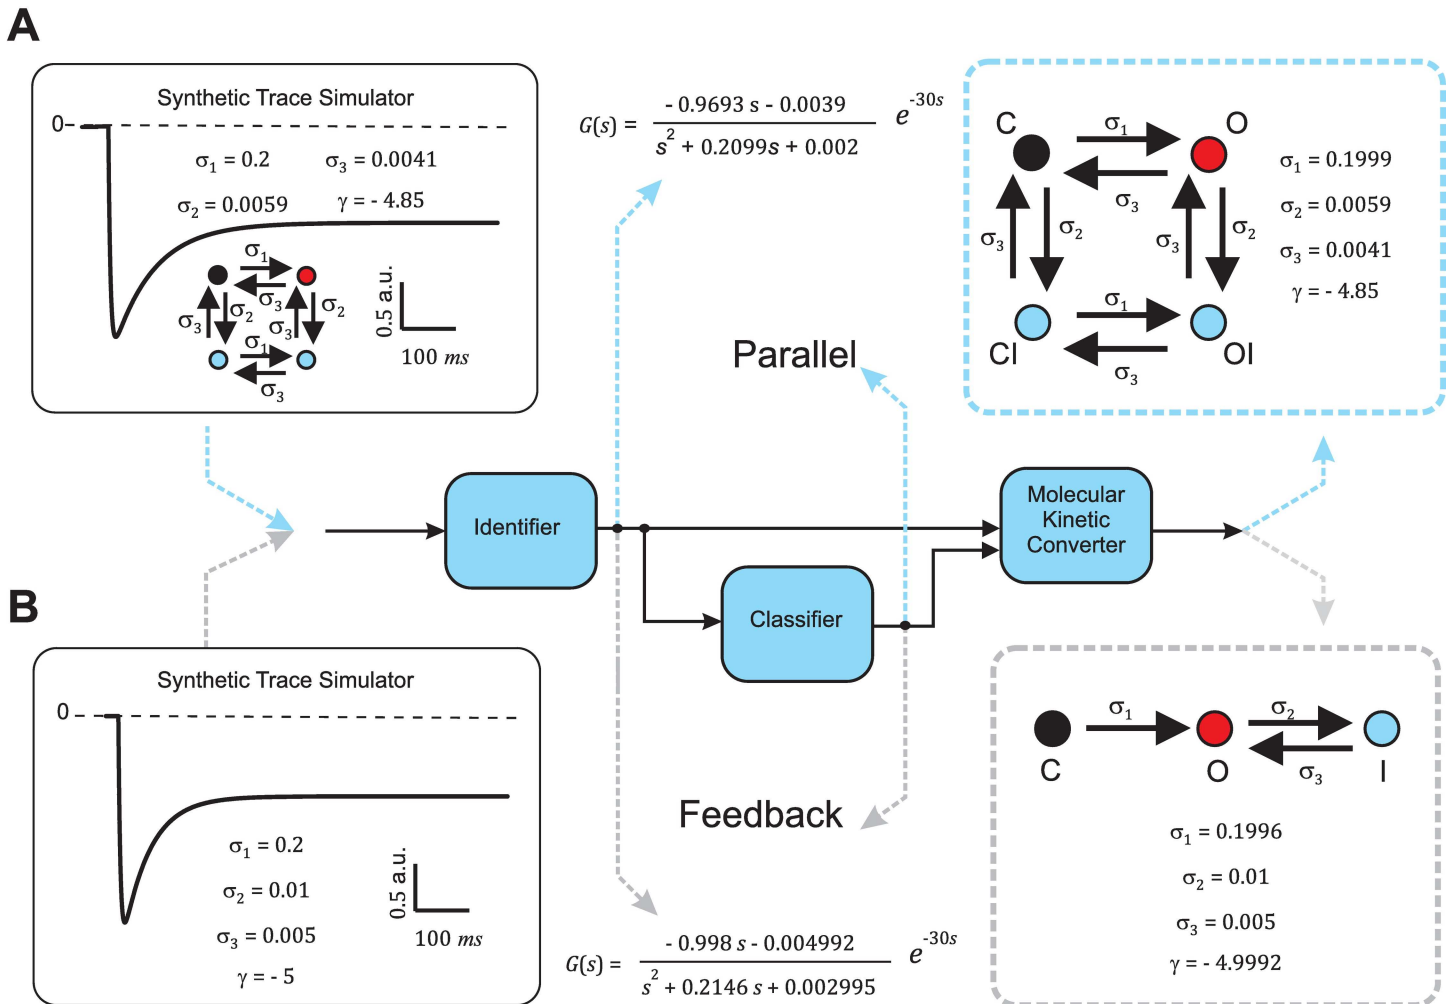 A
Synthetic Trace Simulator
0
σ1 = 0.2 σ3 = 0.0041
σ2 = 0.0059 γ = - 4.85
σ1
σ3
σ3 σ2 σ3 σ2
σ1
σ3
0.5 a.u.
100 ms
G(s) = - 0.9693 s - 0.0039 e^-30s
s^2 + 0.2099s + 0.002
C O
σ1
σ3
σ3 σ2 σ3 σ2
σ1
CI OI
σ3
σ1 = 0.1999
σ2 = 0.0059
σ3 = 0.0041
γ = - 4.85
Parallel
Identifier
Classifier
Molecular
Kinetic
Converter
B
Synthetic Trace Simulator
0
σ1 = 0.2
σ2 = 0.01
σ3 = 0.005
γ = - 5
0.5 a.u.
100 ms
Feedback
G(s) = - 0.998 s - 0.004992 e^-30s
s^2 + 0.2146 s + 0.002995
σ1 σ2
C O σ3 I
σ1 = 0.1996
σ2 = 0.01
σ3 = 0.005
γ = - 4.9992